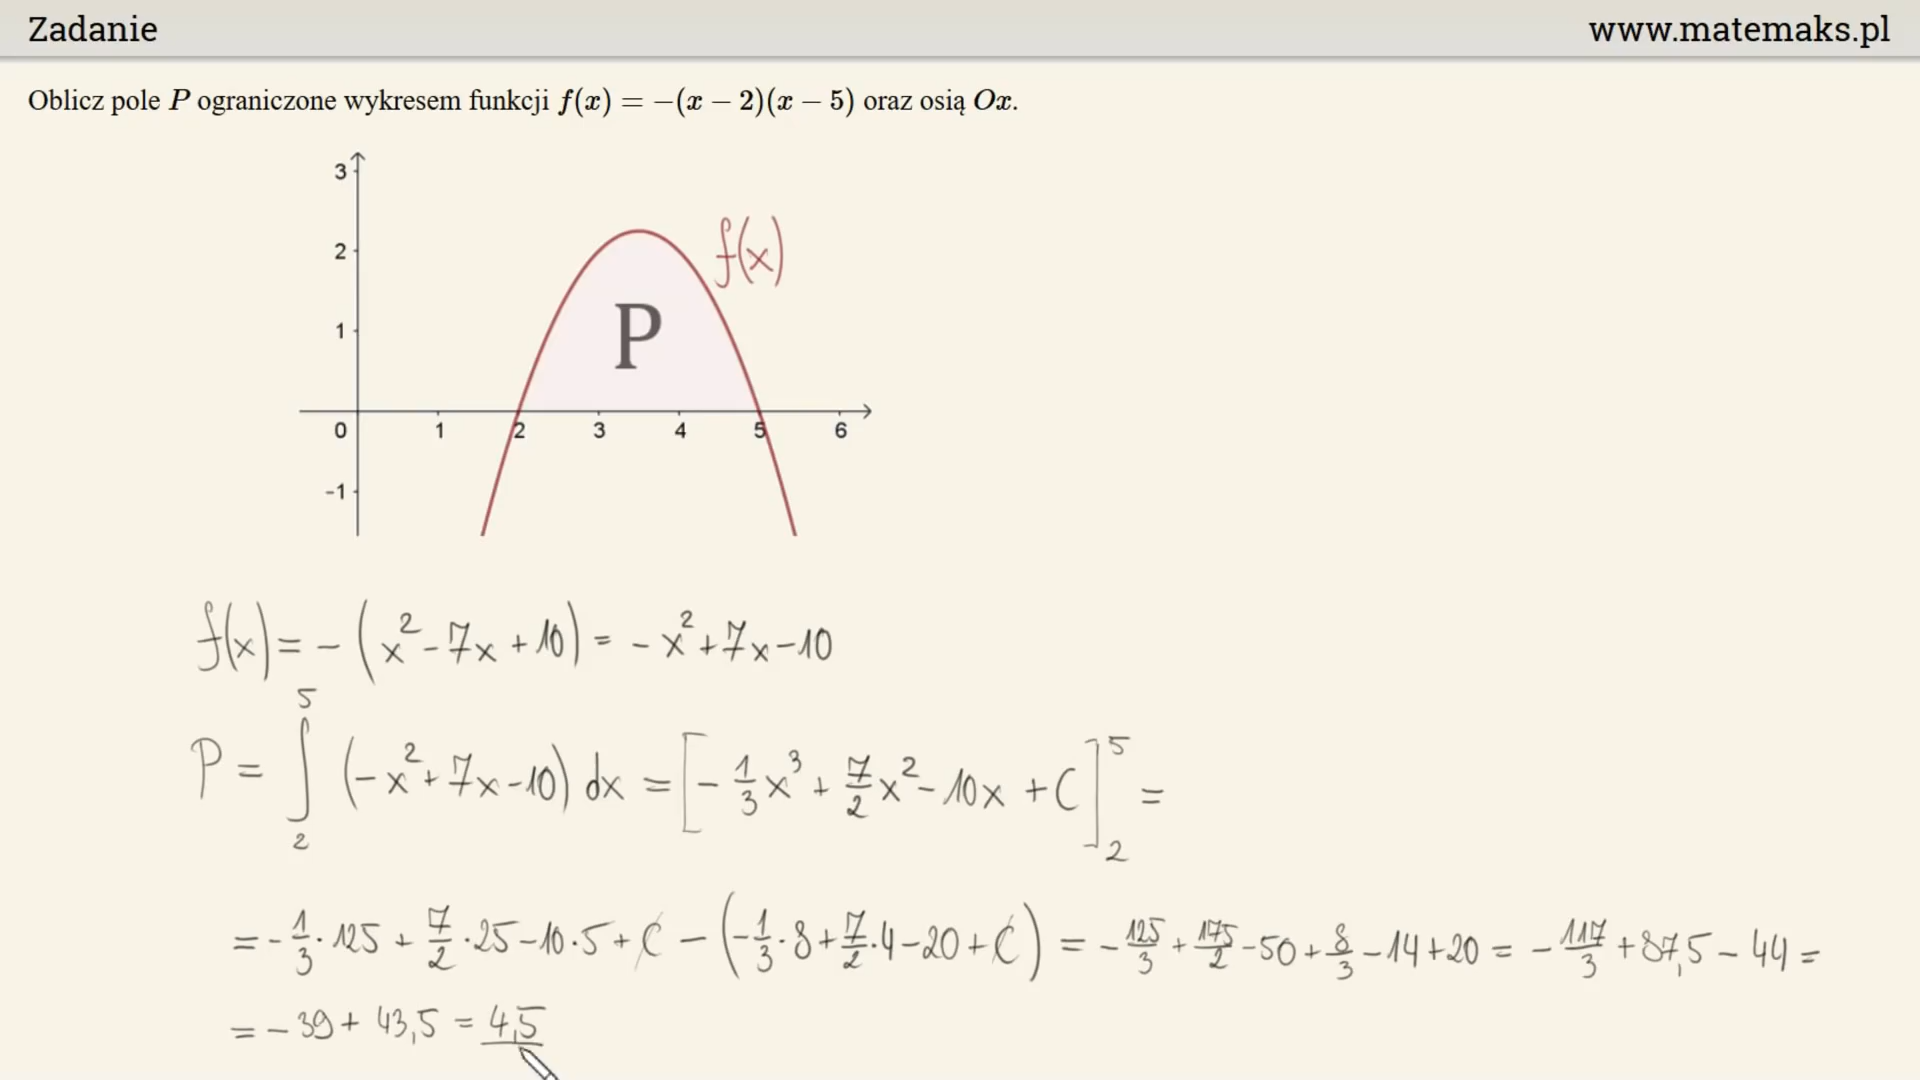 Zadanie www.matemaks.pl
Oblicz pole P ograniczone wykresem funkcji f(x) = −(x − 2)(x − 5) oraz osią Ox.
3
2
1
0 1 2 3 4 5 6
-1
f(x)
P
f(x) = − (x² − 7x + 10) = − x² + 7x − 10
P = ∫₂⁵ (− x² + 7x − 10) dx = [− 1/3 x³ + 7/2 x² − 10x + C]₂⁵ =
= − 1/3 · 125 + 7/2 · 25 − 10 · 5 + C − (− 1/3 · 8 + 7/2 · 4 − 20 + C) = − 125/3 + 175/2 − 50 + 8/3 − 14 + 20 = − 117/3 + 87,5 − 44 =
= − 39 + 43,5 = 4,5